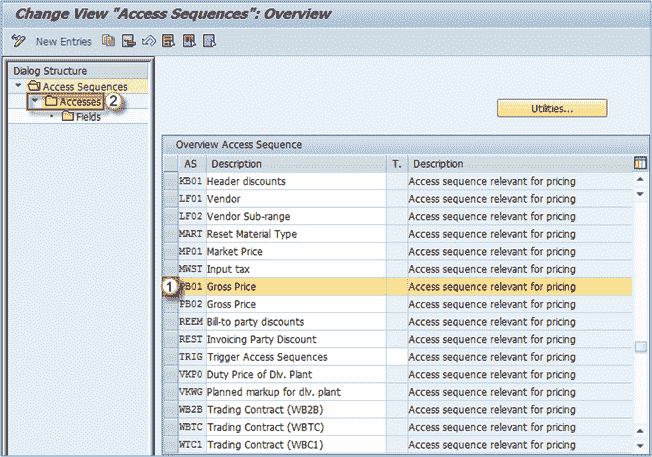 Change View "Access Sequences": Overview
New Entries
Dialog Structure
Access Sequences
Accesses 2
Fields
Utilities...
Overview Access Sequence
AS Description T. Description
KB01 Header discounts Access sequence relevant for pricing
LF01 Vendor Access sequence relevant for pricing
LF02 Vendor Sub-range Access sequence relevant for pricing
MART Reset Material Type Access sequence relevant for pricing
MP01 Market Price Access sequence relevant for pricing
MWST Input tax Access sequence relevant for pricing
1 PB01 Gross Price Access sequence relevant for pricing
PB02 Gross Price Access sequence relevant for pricing
REEM Bill-to party discounts Access sequence relevant for pricing
REST Invoicing Party Discount Access sequence relevant for pricing
TRIG Trigger Access Sequences Access sequence relevant for pricing
VKP0 Duty Price of Div. Plant Access sequence relevant for pricing
VKWG Planned markup for div. plant Access sequence relevant for pricing
WB2B Trading Contract (WB2B) Access sequence relevant for pricing
WBTC Trading Contract (WBTC) Access sequence relevant for pricing
WTC1 Trading Contract (WBC1) Access sequence relevant for pricing